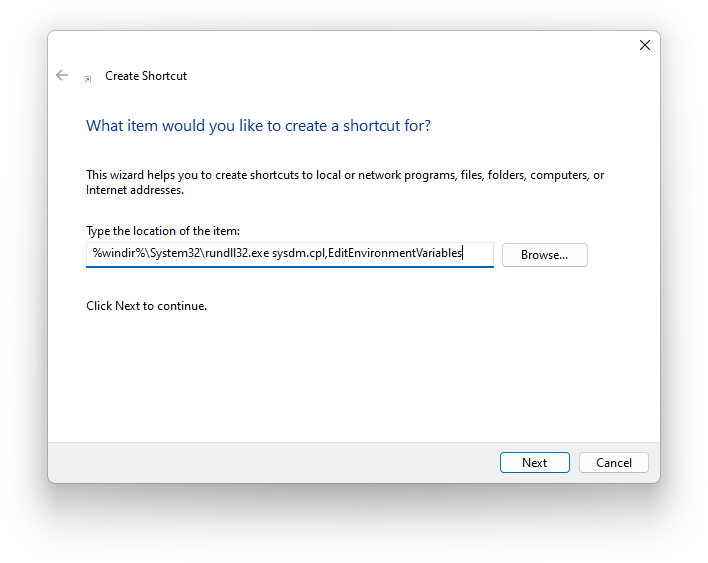 Create Shortcut
What item would you like to create a shortcut for?
This wizard helps you to create shortcuts to local or network programs, files, folders, computers, or
Internet addresses.
Type the location of the item:
%windir%\System32\rundll32.exe sysdm.cpl,EditEnvironmentVariables
Browse...
Click Next to continue.
Next
Cancel